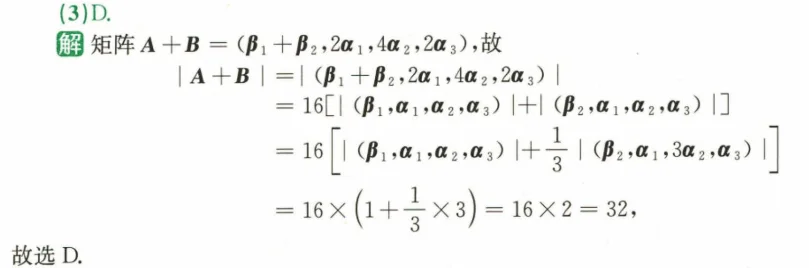 (3)D.
解 矩阵 A+B=(β₁+β₂,2α₁,4α₂,2α₃),故
|A+B|=|(β₁+β₂,2α₁,4α₂,2α₃)|
=16[|(β₁,α₁,α₂,α₃)|+|(β₂,α₁,α₂,α₃)|]
=16[|(β₁,α₁,α₂,α₃)|+1/3|(β₂,α₁,3α₂,α₃)|]
=16×(1+1/3×3)=16×2=32,
故选 D.